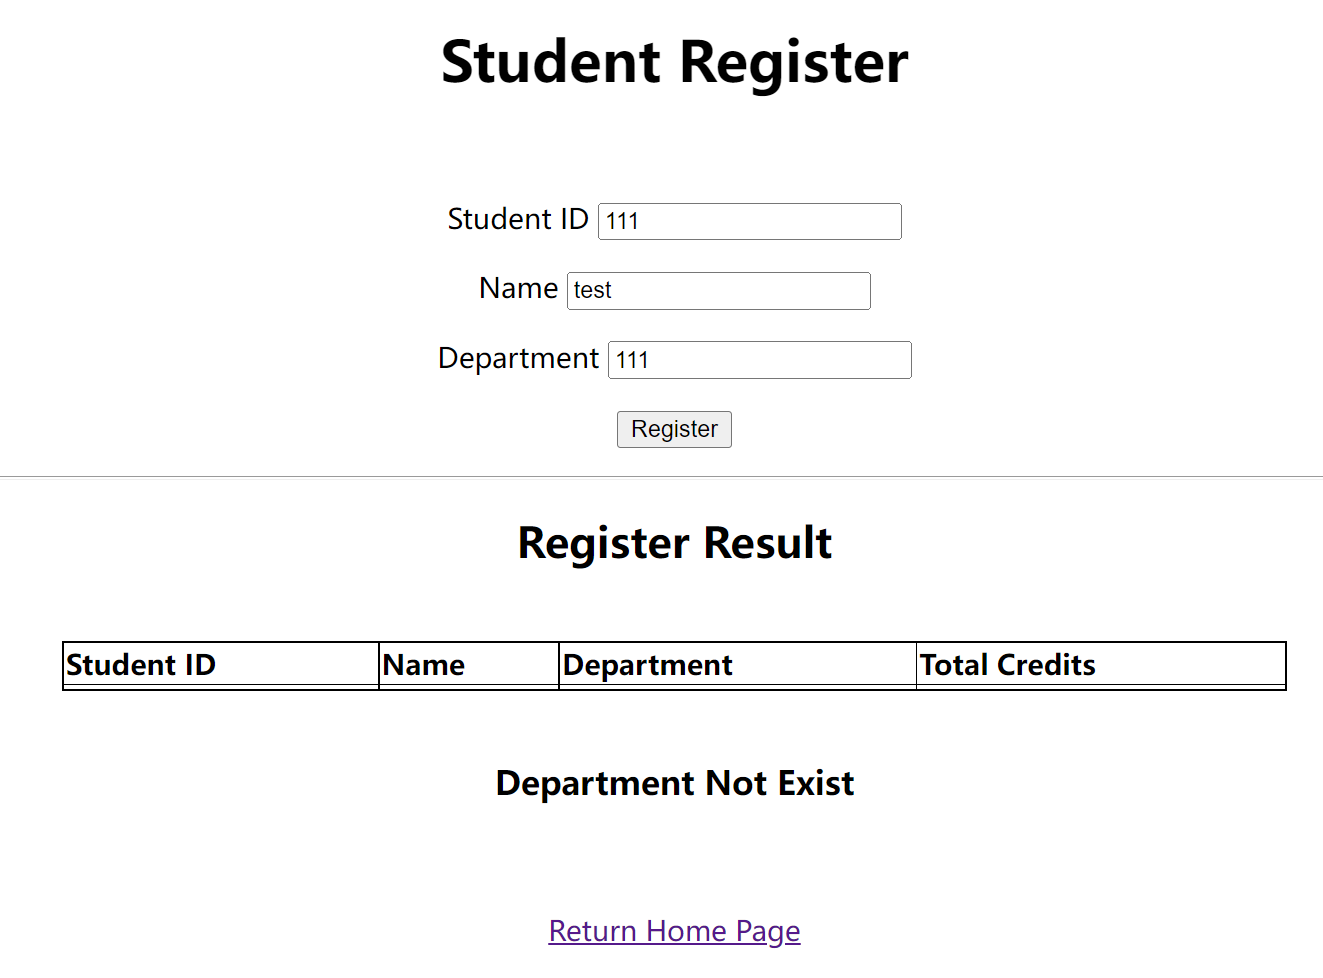 Student Register
Student ID 111
Name test
Department 111
Register
Register Result
Student ID Name Department Total Credits
Department Not Exist
Return Home Page